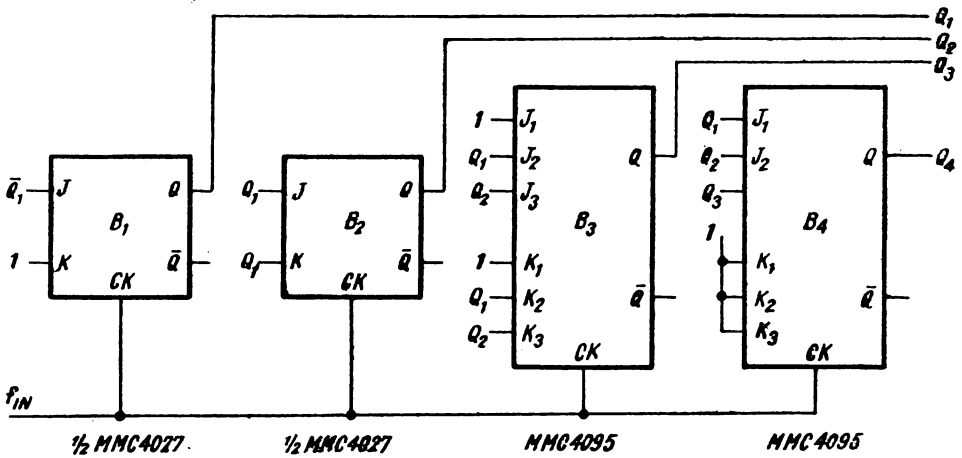 Q1
Q2
Q3
1 J1 Q1 J1
Q1 J2 Q Q2 J2 Q Q4
Q̄1 J Q Q1 J Q Q2 J3 Q3
B1 B2 B3 B4
1
1 K Q̄ Q1 K Q̄ 1 K1 K1
CK CK Q1 K2 Q̄ K2 Q̄
Q2 K3 K3
CK CK
fIN
1/2 MMC4027 1/2 MMC4027 MMC4095 MMC4095